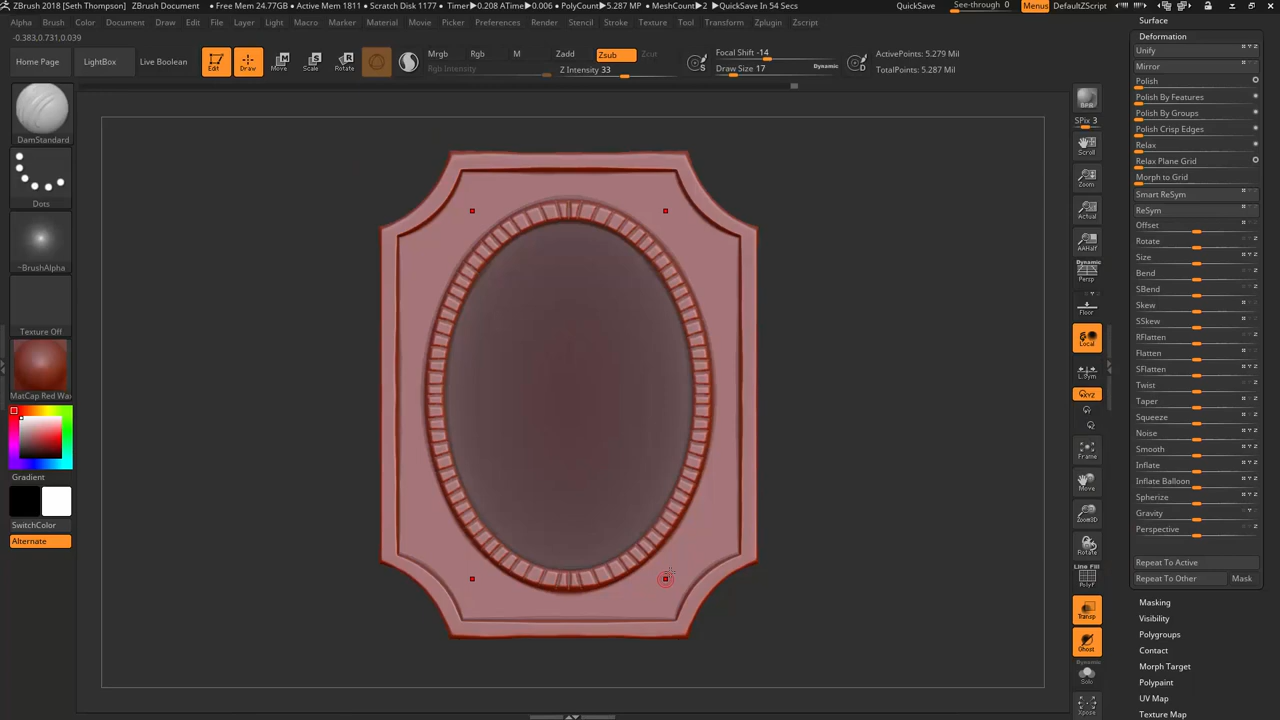 ZBrush 2018 [Seth Thompson] ZBrush Document • Free Mem 24.77GB • Active Mem 1811 • Scratch Disk 1177 • Timer▶0.208 ATime▶0.006 • PolyCount▶5.287 MP • MeshCount▶2 ▶QuickSave In 54 Secs QuickSave See-through 0 Menus DefaultZScript
Alpha Brush Color Document Draw Edit File Layer Light Macro Marker Material Movie Picker Preferences Render Stencil Stroke Texture Tool Transform Zplugin Zscript
-0.383,0.731,0.039
Home Page LightBox Live Boolean Edit Draw Move Scale Rotate
Mrgb Rgb M Zadd Zsub Zcut
Rgb Intensity Z Intensity 33
Focal Shift -14
Draw Size 17 Dynamic
ActivePoints: 5.279 Mil
TotalPoints: 5.287 Mil
DamStandard
Dots
~BrushAlpha
Texture Off
MatCap Red Wax
Gradient
SwitchColor
Alternate
BPR
SPix 3
Scroll
Zoom
Actual
AAHalf
Dynamic
Persp
Floor
Local
L.Sym
XYZ
Frame
Move
Zoom3D
Rotate
Line Fill
PolyF
Transp
Ghost
Dynamic
Solo
Xpose
Surface
Deformation
Unify
Mirror
Polish
Polish By Features
Polish By Groups
Polish Crisp Edges
Relax
Relax Plane Grid
Morph to Grid
Smart ReSym
ReSym
Offset
Rotate
Size
Bend
SBend
Skew
SSkew
RFlatten
Flatten
SFlatten
Twist
Taper
Squeeze
Noise
Smooth
Inflate
Inflate Balloon
Spherize
Gravity
Perspective
Repeat To Active
Repeat To Other Mask
Masking
Visibility
Polygroups
Contact
Morph Target
Polypaint
UV Map
Texture Map